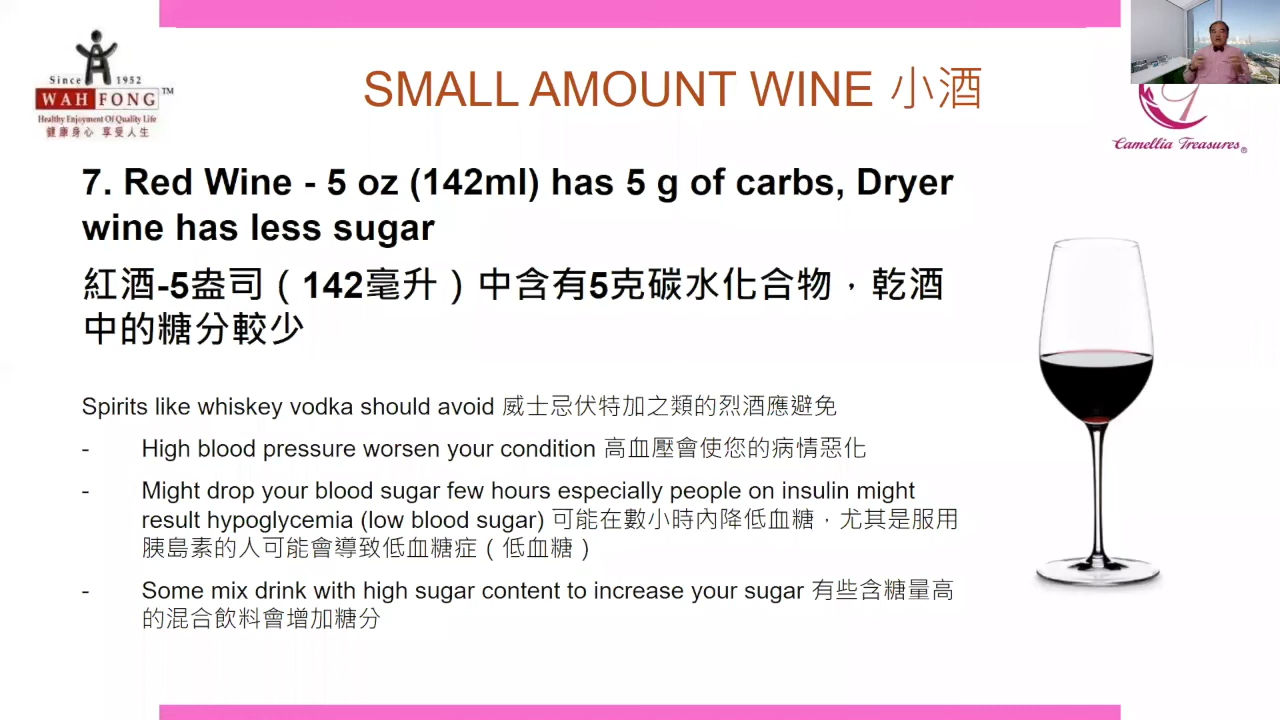 Since 1952
WAH FONG TM
Healthy Enjoyment Of Quality Life
健康身心 享受人生
SMALL AMOUNT WINE 小酒
Camellia Treasures®
7. Red Wine - 5 oz (142ml) has 5 g of carbs, Dryer
wine has less sugar
紅酒-5盎司（142毫升）中含有5克碳水化合物，乾酒
中的糖分較少
Spirits like whiskey vodka should avoid 威士忌伏特加之類的烈酒應避免
- High blood pressure worsen your condition 高血壓會使您的病情惡化
- Might drop your blood sugar few hours especially people on insulin might
result hypoglycemia (low blood sugar) 可能在數小時內降低血糖，尤其是服用
胰島素的人可能會導致低血糖症（低血糖）
- Some mix drink with high sugar content to increase your sugar 有些含糖量高
的混合飲料會增加糖分